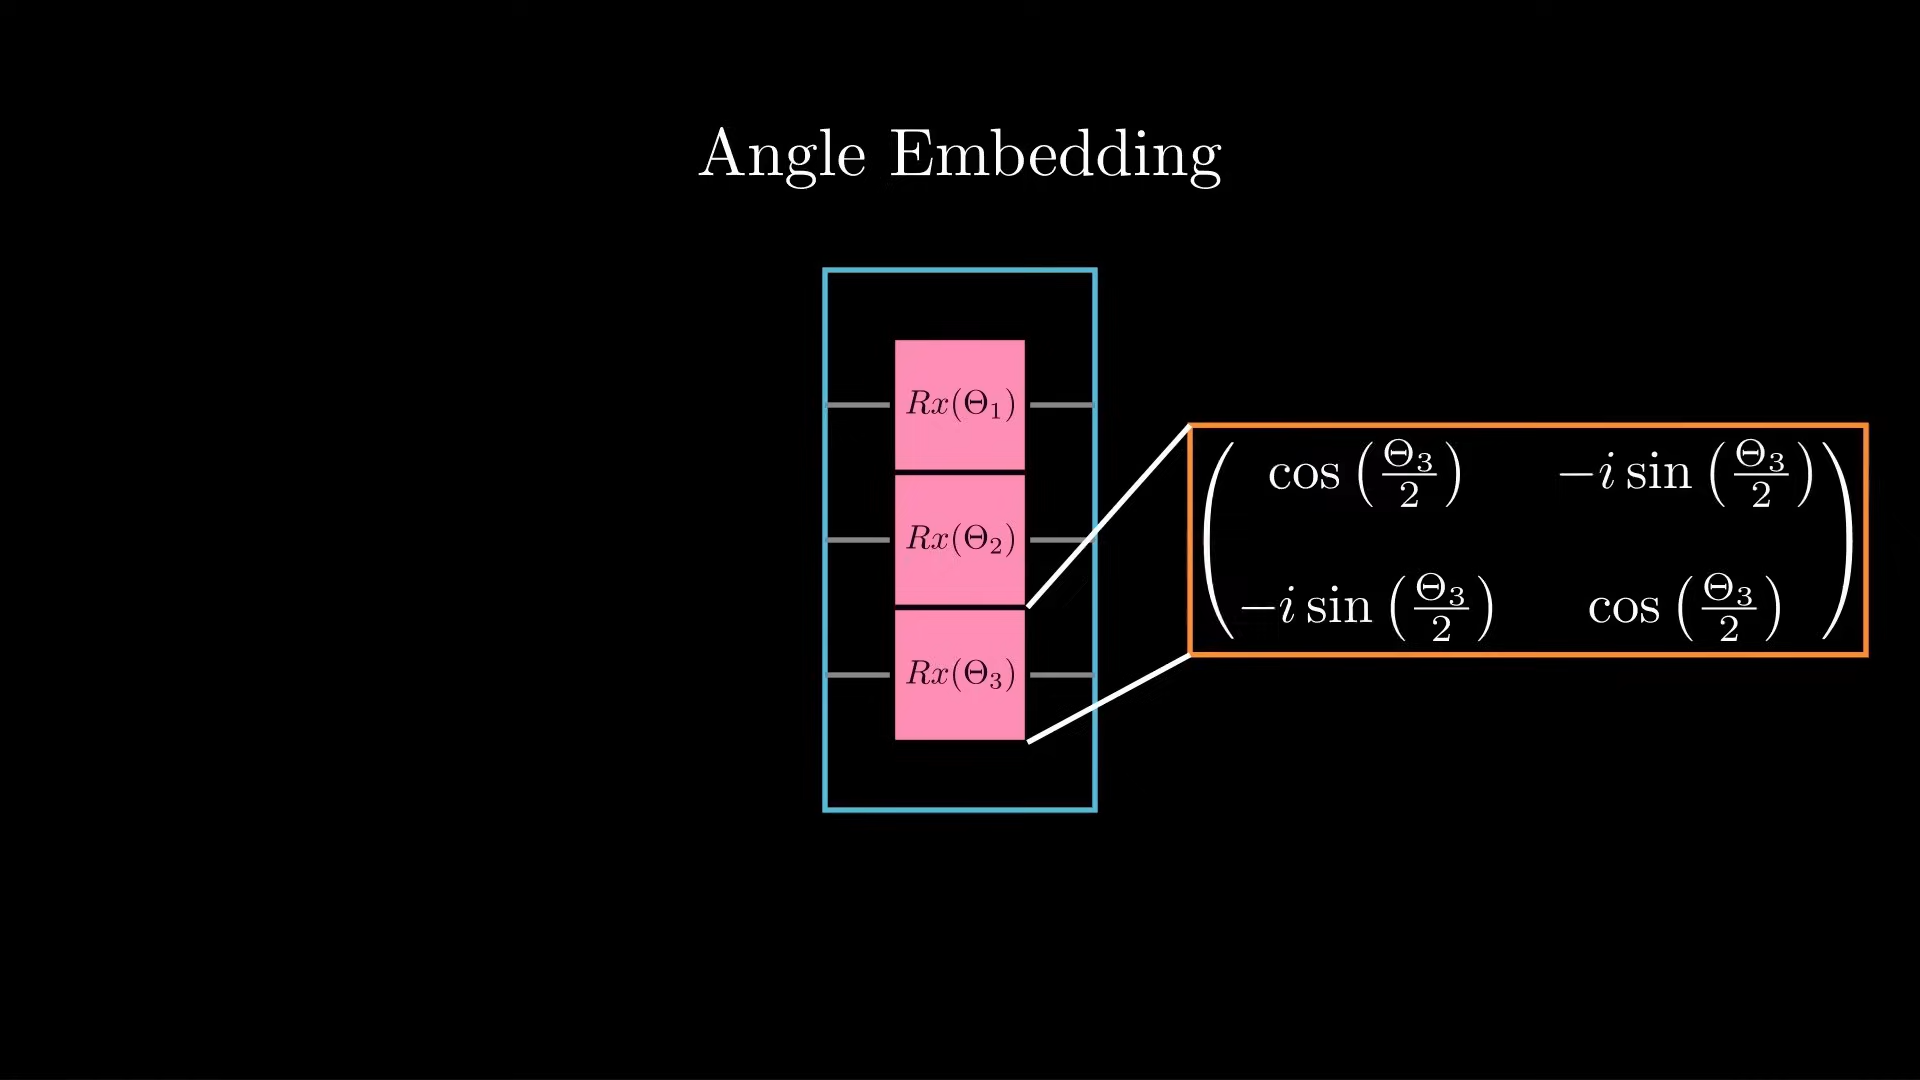 Angle Embedding
Rx(Θ₁)
Rx(Θ₂)
Rx(Θ₃)
cos(Θ₃/2) −i sin(Θ₃/2)
−i sin(Θ₃/2) cos(Θ₃/2)